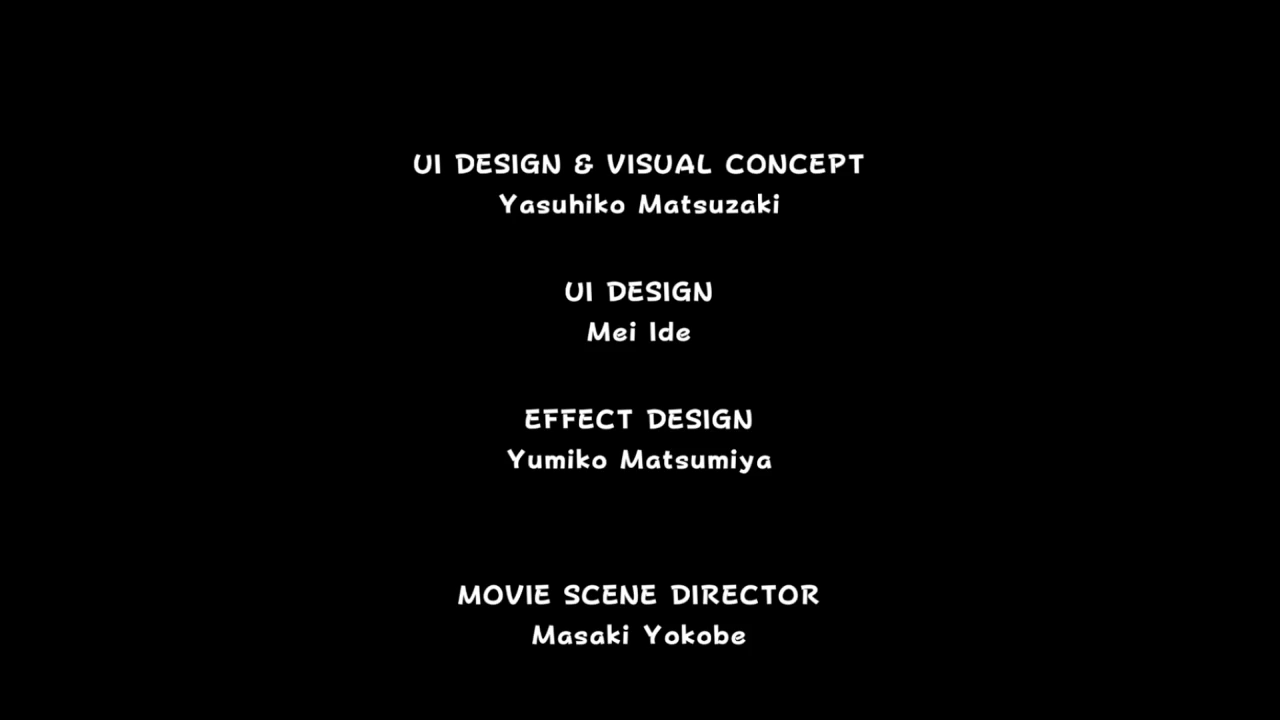 UI DESIGN & VISUAL CONCEPT
Yasuhiko Matsuzaki
UI DESIGN
Mei Ide
EFFECT DESIGN
Yumiko Matsumiya
MOVIE SCENE DIRECTOR
Masaki Yokobe